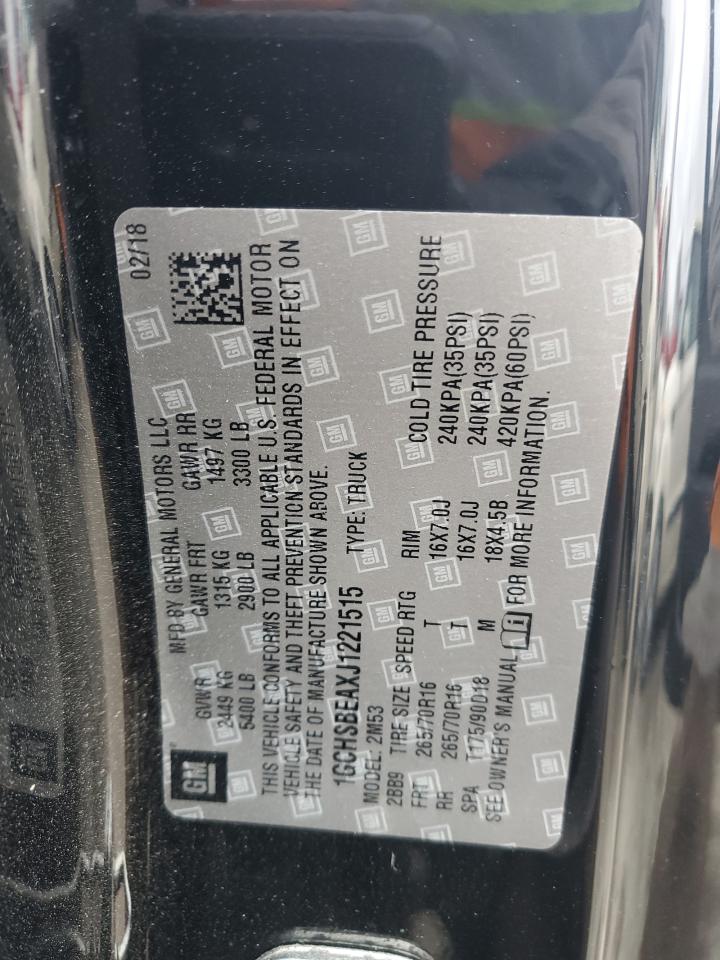 GM
MFD BY GENERAL MOTORS LLC
02/18
GVWR GAWR FRT GAWR RR
2449 KG 1315 KG 1497 KG
5400 LB 2900 LB 3300 LB
THIS VEHICLE CONFORMS TO ALL APPLICABLE U.S. FEDERAL MOTOR
VEHICLE SAFETY AND THEFT PREVENTION STANDARDS IN EFFECT ON
THE DATE OF MANUFACTURE SHOWN ABOVE.
1GCHSBEAXJ1221515 TYPE: TRUCK
MODEL: 2M53
2BB9 TIRE SIZE SPEED RTG RIM COLD TIRE PRESSURE
FRT 265/70R16 T 16X7.0J 240KPA(35PSI)
RR 265/70R16 T 16X7.0J 240KPA(35PSI)
SPA T175/90D18 M 18X4.5B 420KPA(60PSI)
SEE OWNER'S MANUAL FOR MORE INFORMATION.